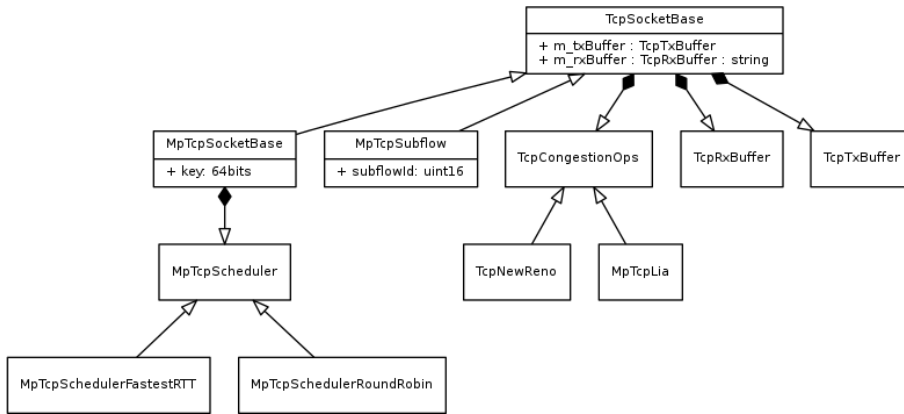 TcpSocketBase
+ m_txBuffer : TcpTxBuffer
+ m_rxBuffer : TcpRxBuffer : string
MpTcpSocketBase
+ key: 64bits
MpTcpSubflow
+ subflowId: uint16
TcpCongestionOps
TcpRxBuffer
TcpTxBuffer
MpTcpScheduler
TcpNewReno
MpTcpLia
MpTcpSchedulerFastestRTT
MpTcpSchedulerRoundRobin